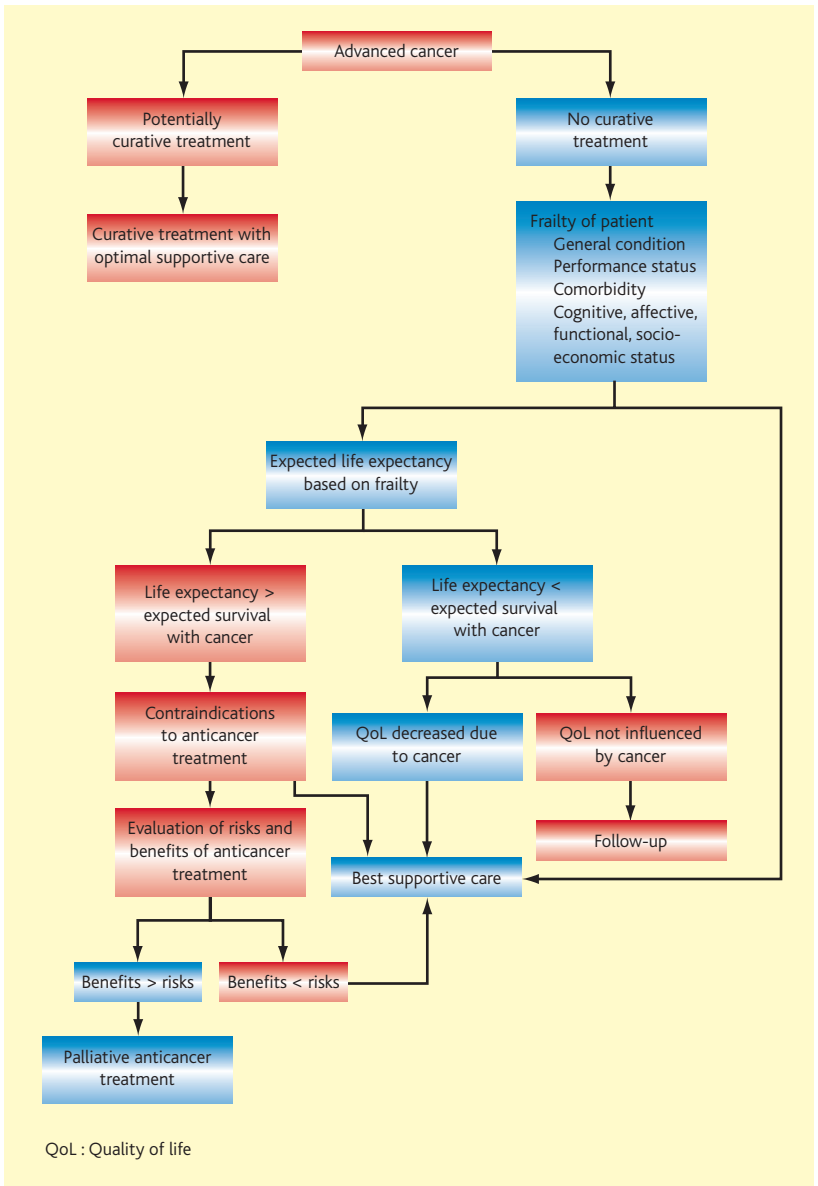 Advanced cancer
Potentially
curative treatment
No curative
treatment
Curative treatment with
optimal supportive care
Frailty of patient
General condition
Performance status
Comorbidity
Cognitive, affective,
functional, socio-
economic status
Expected life expectancy
based on frailty
Life expectancy >
expected survival
with cancer
Life expectancy <
expected survival
with cancer
Contraindications
to anticancer
treatment
QoL decreased due
to cancer
QoL not influenced
by cancer
Evaluation of risks and
benefits of anticancer
treatment
Follow-up
Best supportive care
Benefits > risks
Benefits < risks
Palliative anticancer
treatment
QoL : Quality of life